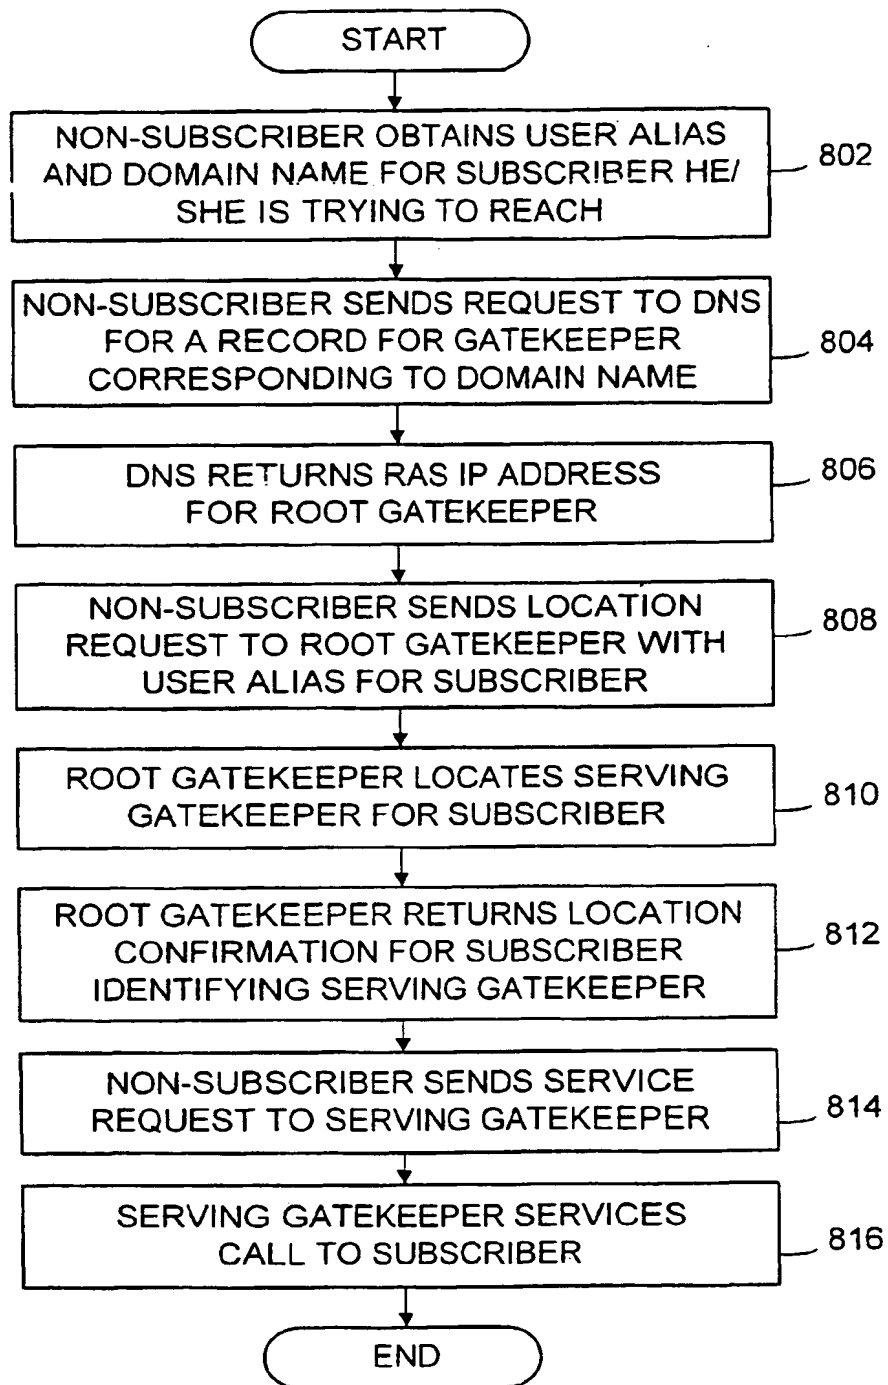 START
NON-SUBSCRIBER OBTAINS USER ALIAS
AND DOMAIN NAME FOR SUBSCRIBER HE/
SHE IS TRYING TO REACH
802
NON-SUBSCRIBER SENDS REQUEST TO DNS
FOR A RECORD FOR GATEKEEPER
CORRESPONDING TO DOMAIN NAME
804
DNS RETURNS RAS IP ADDRESS
FOR ROOT GATEKEEPER
806
NON-SUBSCRIBER SENDS LOCATION
REQUEST TO ROOT GATEKEEPER WITH
USER ALIAS FOR SUBSCRIBER
808
ROOT GATEKEEPER LOCATES SERVING
GATEKEEPER FOR SUBSCRIBER
810
ROOT GATEKEEPER RETURNS LOCATION
CONFIRMATION FOR SUBSCRIBER
IDENTIFYING SERVING GATEKEEPER
812
NON-SUBSCRIBER SENDS SERVICE
REQUEST TO SERVING GATEKEEPER
814
SERVING GATEKEEPER SERVICES
CALL TO SUBSCRIBER
816
END